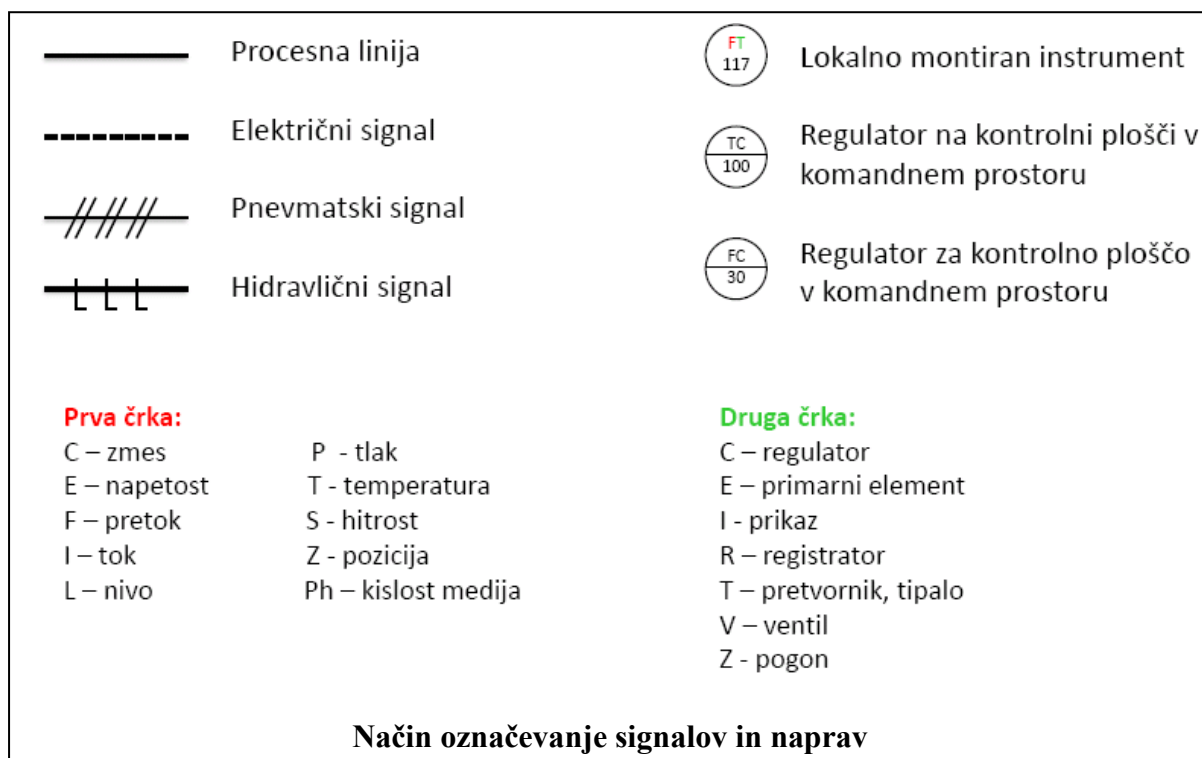 Procesna linija
Električni signal
Pnevmatski signal
Hidravlični signal
FT
117
Lokalno montiran instrument
TC
100
Regulator na kontrolni plošči v
komandnem prostoru
FC
30
Regulator za kontrolno ploščo
v komandnem prostoru
Prva črka:
C – zmes
E – napetost
F – pretok
I – tok
L – nivo
P - tlak
T - temperatura
S - hitrost
Z - pozicija
Ph – kislost medija
Druga črka:
C – regulator
E – primarni element
I - prikaz
R – registrator
T – pretvornik, tipalo
V – ventil
Z - pogon
Način označevanje signalov in naprav